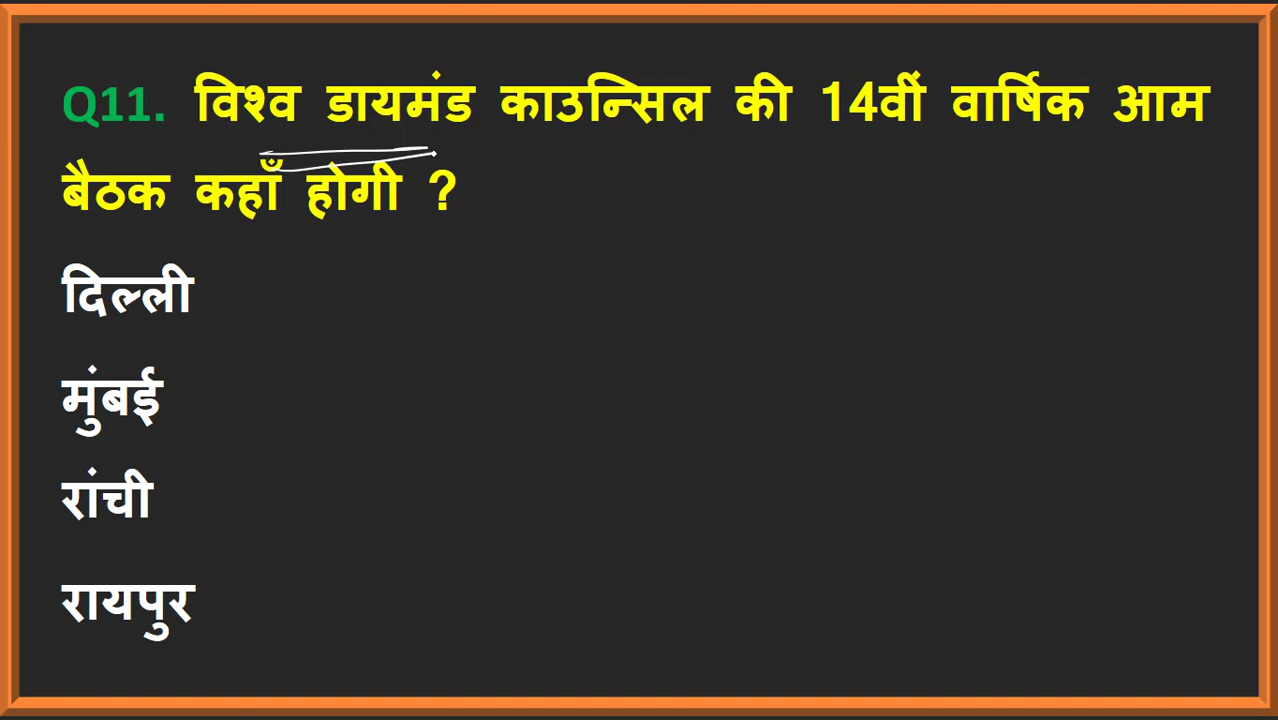 Q11. विश्व डायमंड काउन्सिल की 14वीं वार्षिक आम
बैठक कहाँ होगी ?
दिल्ली
मुंबई
रांची
रायपुर